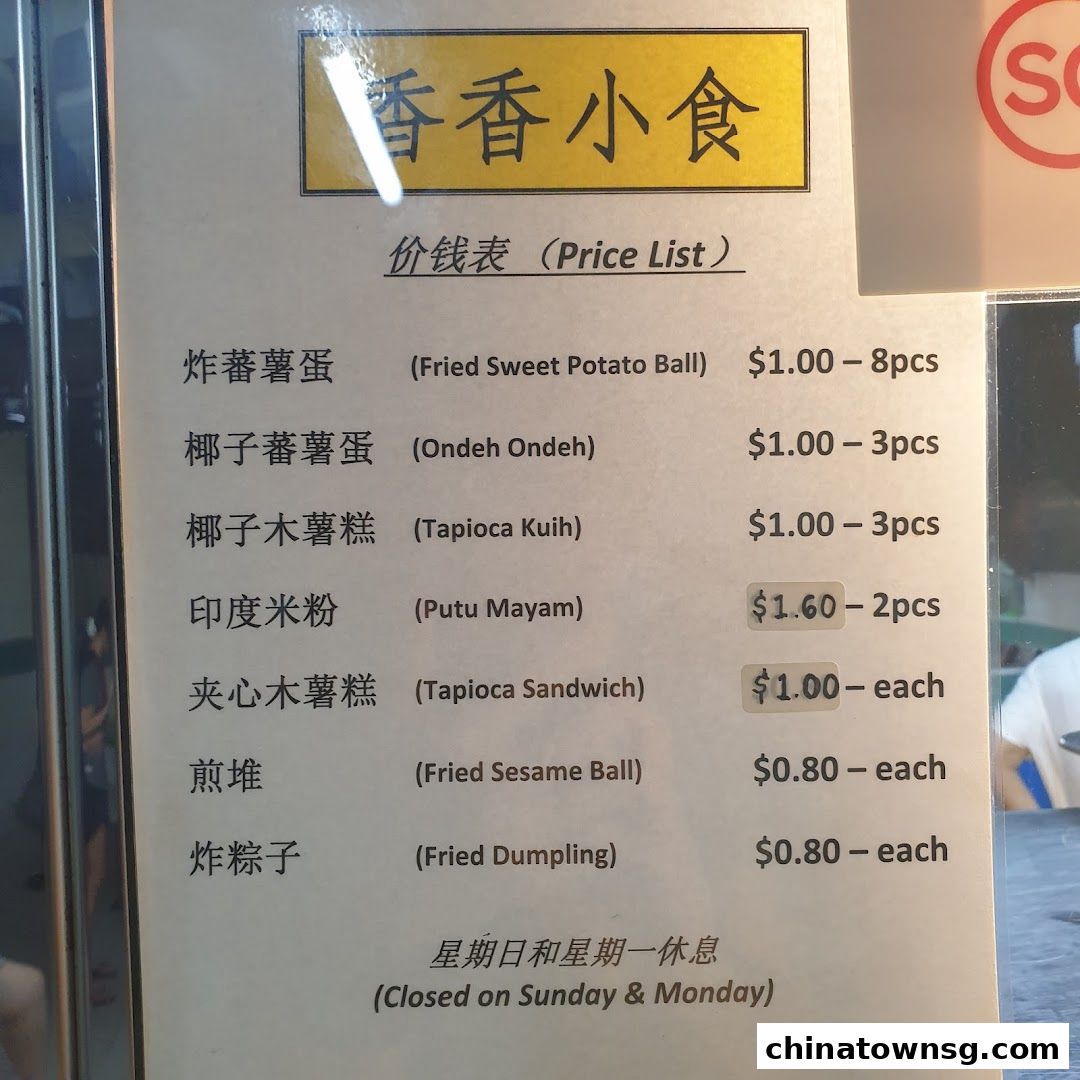 香香小食
价钱表 （Price List）
炸蕃薯蛋 (Fried Sweet Potato Ball) $1.00 – 8pcs
椰子蕃薯蛋 (Ondeh Ondeh) $1.00 – 3pcs
椰子木薯糕 (Tapioca Kuih) $1.00 – 3pcs
印度米粉 (Putu Mayam) $1.60 – 2pcs
夹心木薯糕 (Tapioca Sandwich) $1.00 – each
煎堆 (Fried Sesame Ball) $0.80 – each
炸粽子 (Fried Dumpling) $0.80 – each
星期日和星期一休息
(Closed on Sunday & Monday)
chinatownsg.com